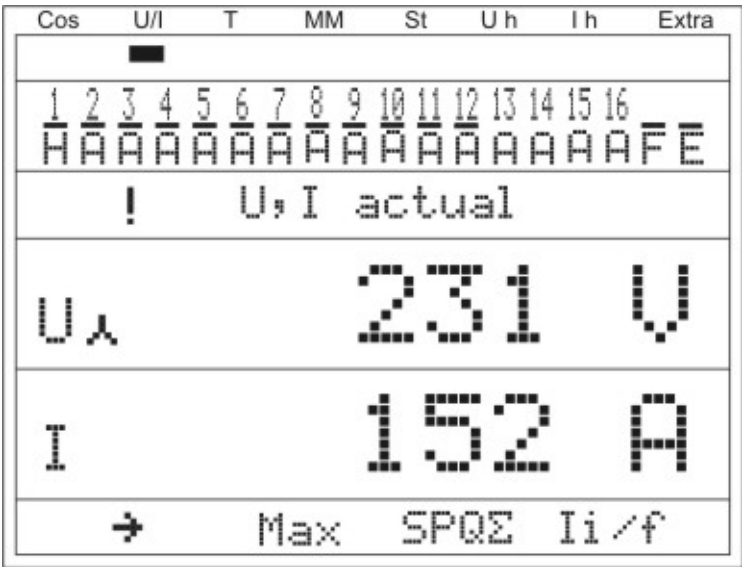 Cos U/I T MM St U h I h Extra
1 2 3 4 5 6 7 8 9 10 11 12 13 14 15 16
H A A A A A A A A A A A A A A A F E
! U,I actual
U⅄ 231 V
I 152 A
→ Max SPQΣ Ii/f